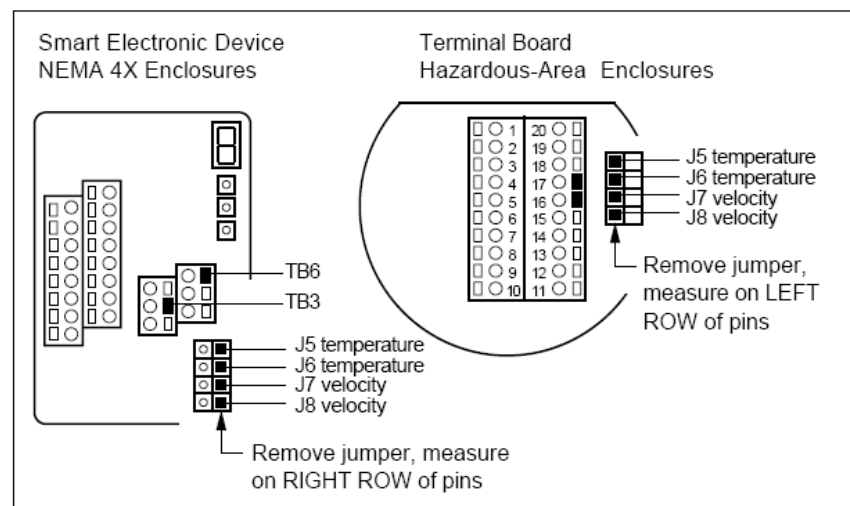 Smart Electronic Device
NEMA 4X Enclosures
TB6
TB3
J5 temperature
J6 temperature
J7 velocity
J8 velocity
Remove jumper, measure
on RIGHT ROW of pins
Terminal Board
Hazardous-Area Enclosures
1 20
2 19
3 18
4 17
5 16
6 15
7 14
8 13
9 12
10 11
J5 temperature
J6 temperature
J7 velocity
J8 velocity
Remove jumper,
measure on LEFT
ROW of pins